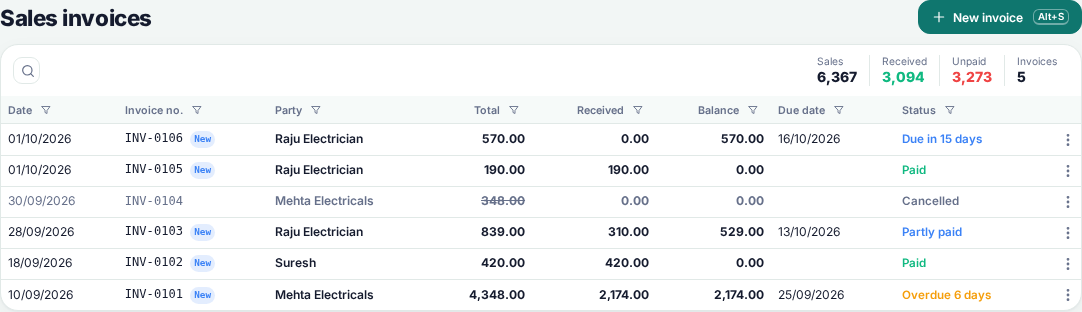 Sales invoices
New invoice Alt+S
Sales Received Unpaid Invoices
6,367 3,094 3,273 5
Date Invoice no. Party Total Received Balance Due date Status
01/10/2026 INV-0106 New Raju Electrician 570.00 0.00 570.00 16/10/2026 Due in 15 days
01/10/2026 INV-0105 New Raju Electrician 190.00 190.00 0.00 Paid
30/09/2026 INV-0104 Mehta Electricals 348.00 0.00 0.00 Cancelled
28/09/2026 INV-0103 New Raju Electrician 839.00 310.00 529.00 13/10/2026 Partly paid
18/09/2026 INV-0102 New Suresh 420.00 420.00 0.00 Paid
10/09/2026 INV-0101 New Mehta Electricals 4,348.00 2,174.00 2,174.00 25/09/2026 Overdue 6 days